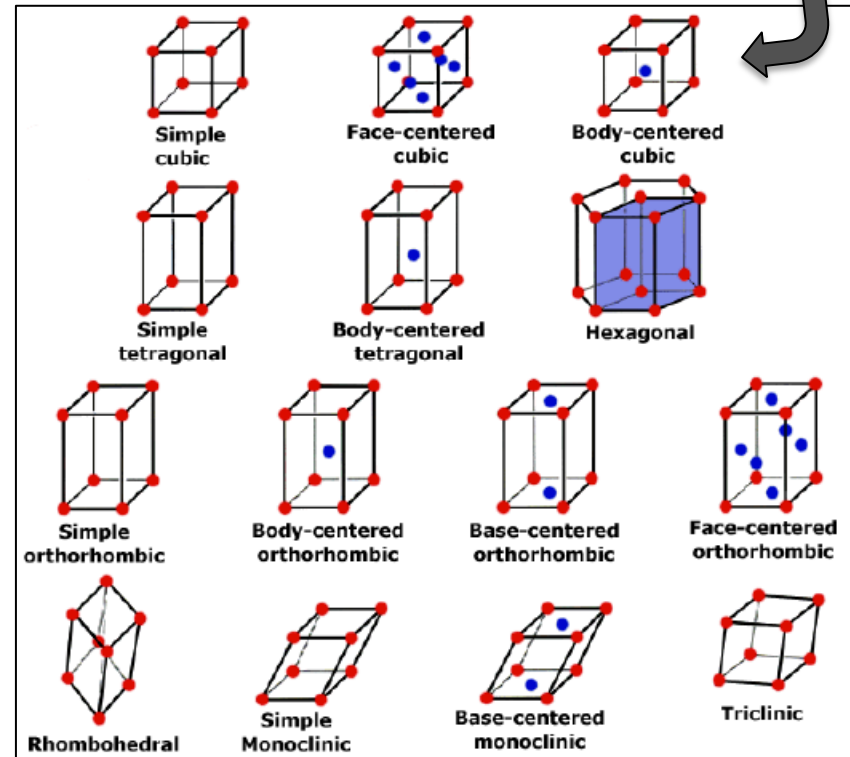 Simple
cubic
Face-centered
cubic
Body-centered
cubic
Simple
tetragonal
Body-centered
tetragonal
Hexagonal
Simple
orthorhombic
Body-centered
orthorhombic
Base-centered
orthorhombic
Face-centered
orthorhombic
Rhombohedral
Simple
Monoclinic
Base-centered
monoclinic
Triclinic